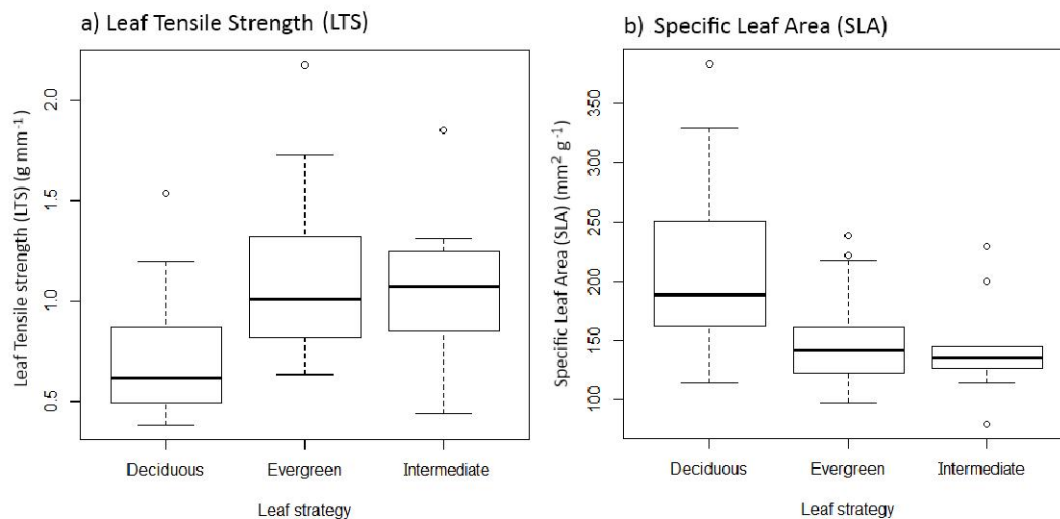 a) Leaf Tensile Strength (LTS)
Leaf Tensile strength (LTS) (g mm⁻¹)
2.0
1.5
1.0
0.5
Deciduous Evergreen Intermediate
Leaf strategy
b) Specific Leaf Area (SLA)
Specific Leaf Area (SLA) (mm² g⁻¹)
350
300
250
200
150
100
Deciduous Evergreen Intermediate
Leaf strategy